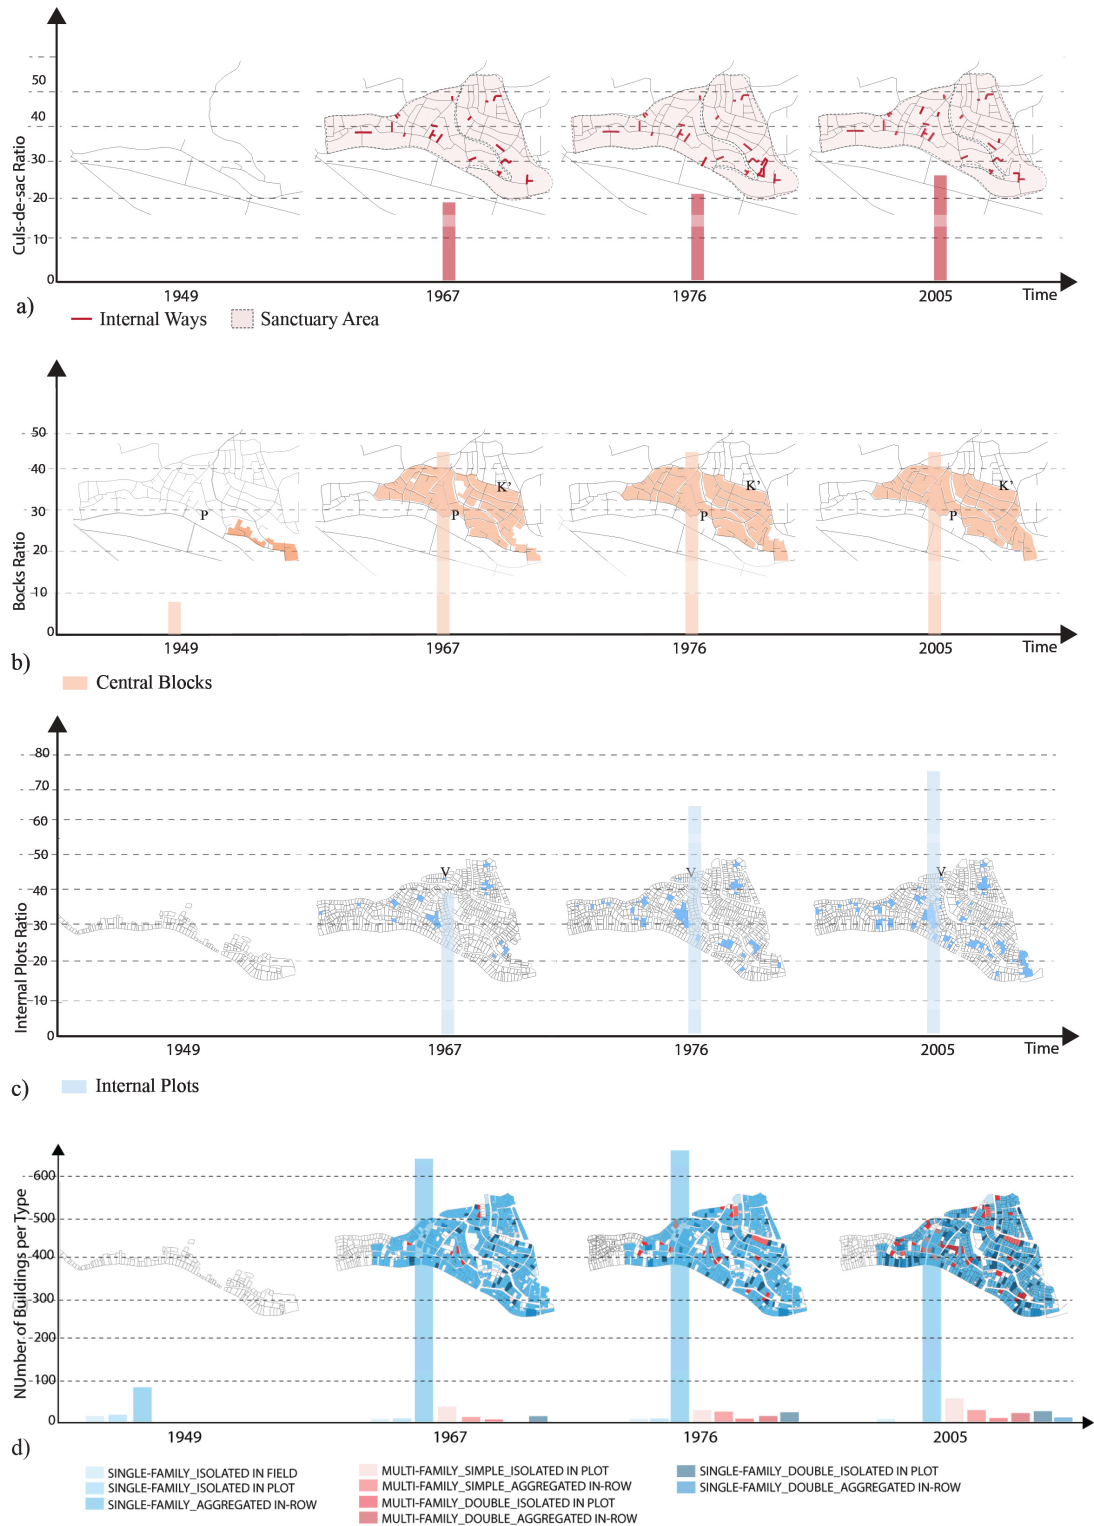 Culs-de-sac Ratio
50
40
30
20
10
0
1949
1967
1976
2005
Time
a)
Internal Ways
Sanctuary Area
Bocks Ratio
50
40
30
20
10
0
P
P
K'
P
K'
P
K'
1949
1967
1976
2005
Time
b)
Central Blocks
Internal Plots Ratio
80
70
60
50
40
30
20
10
0
V
V
V
1949
1967
1976
2005
Time
c)
Internal Plots
NUmber of Buildings per Type
600
500
400
300
200
100
0
1949
1967
1976
2005
d)
SINGLE-FAMILY_ISOLATED IN FIELD
SINGLE-FAMILY_ISOLATED IN PLOT
SINGLE-FAMILY_AGGREGATED IN-ROW
MULTI-FAMILY_SIMPLE_ISOLATED IN PLOT
MULTI-FAMILY_SIMPLE_AGGREGATED IN-ROW
MULTI-FAMILY_DOUBLE_ISOLATED IN PLOT
MULTI-FAMILY_DOUBLE_AGGREGATED IN-ROW
SINGLE-FAMILY_DOUBLE_ISOLATED IN PLOT
SINGLE-FAMILY_DOUBLE_AGGREGATED IN-ROW